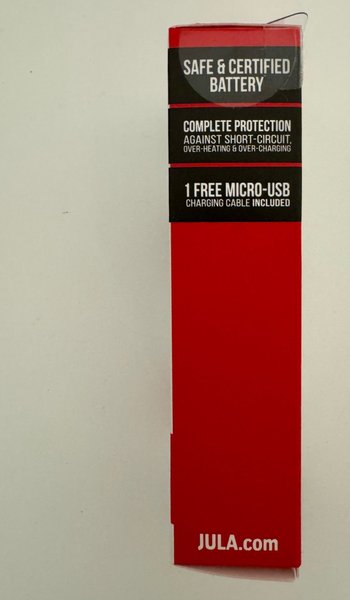 SAFE & CERTIFIED
BATTERY
COMPLETE PROTECTION
AGAINST SHORT-CIRCUIT,
OVER-HEATING & OVER-CHARGING
1 FREE MICRO-USB
CHARGING CABLE INCLUDED
JULA.com